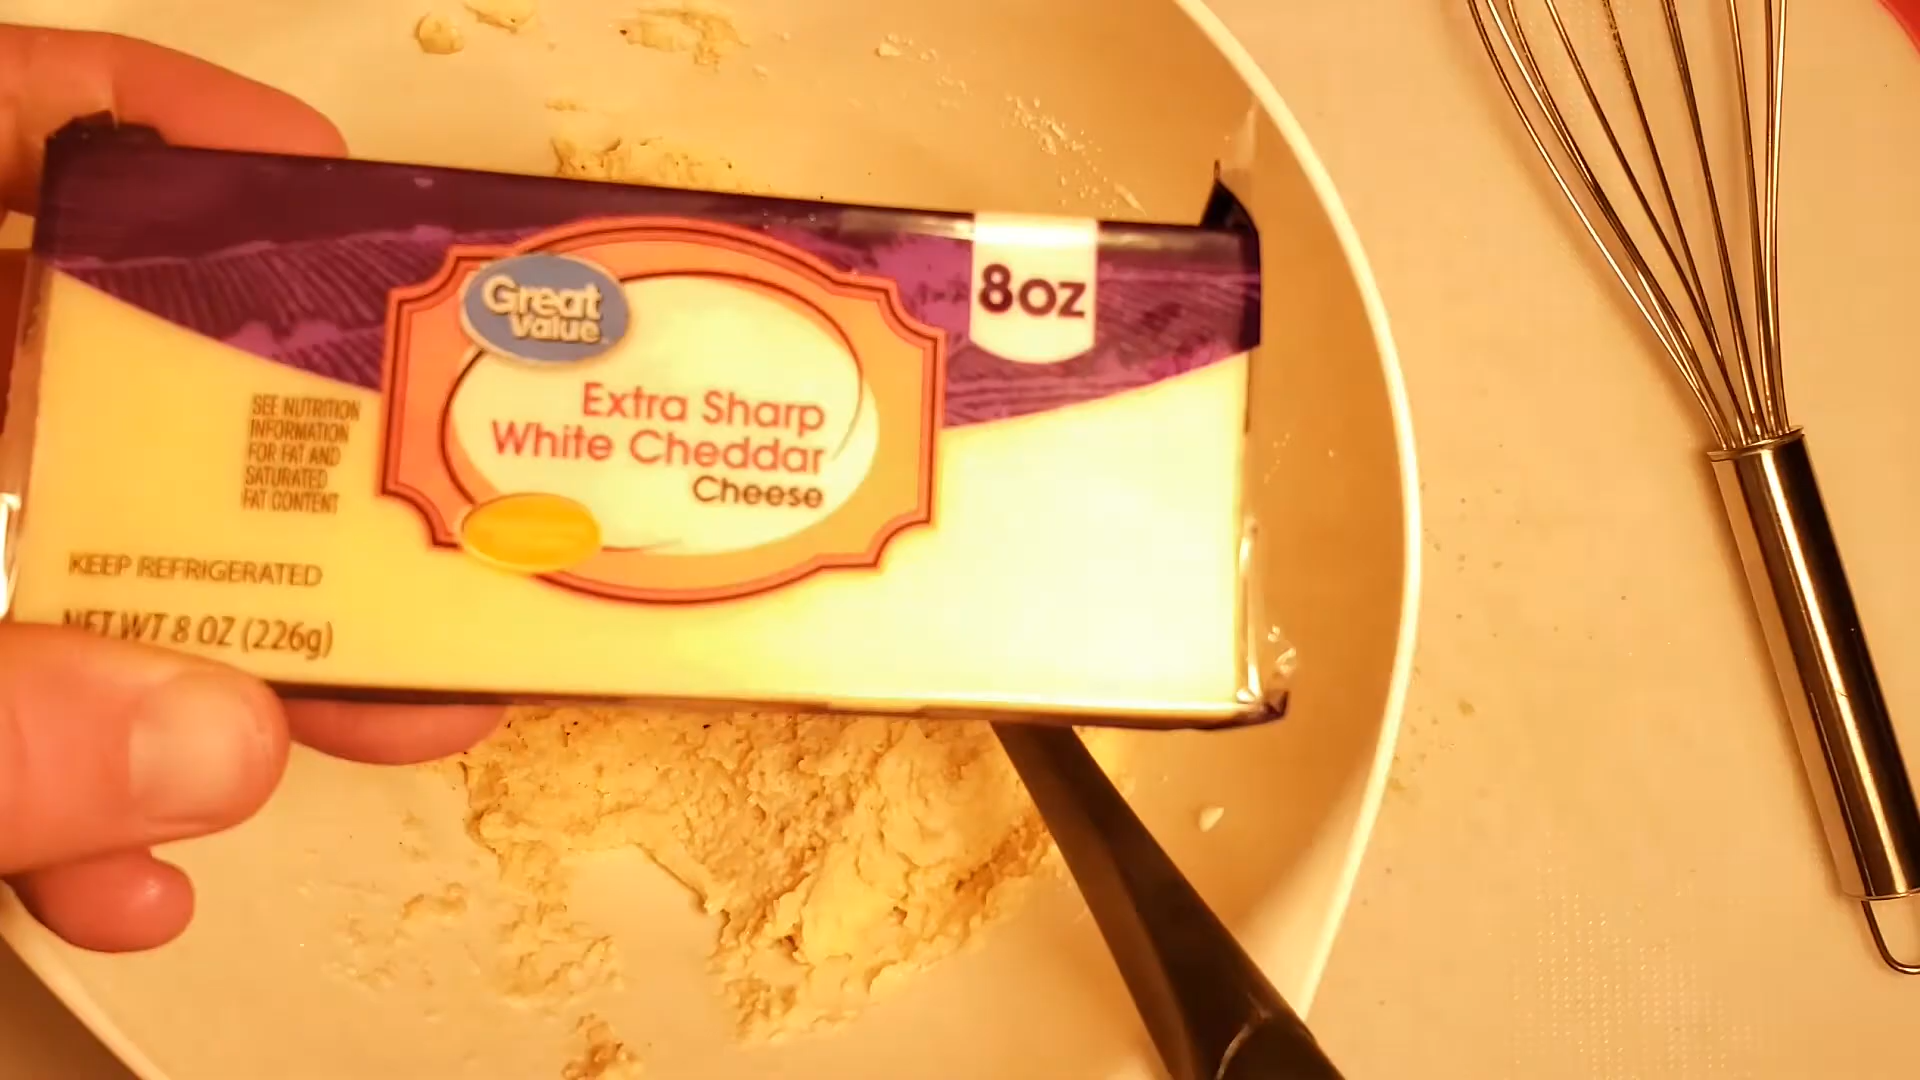 Great
Value
8oz
Extra Sharp
White Cheddar
Cheese
SEE NUTRITION
INFORMATION
FOR FAT AND
SATURATED
FAT CONTENT
KEEP REFRIGERATED
NET WT 8 OZ (226g)